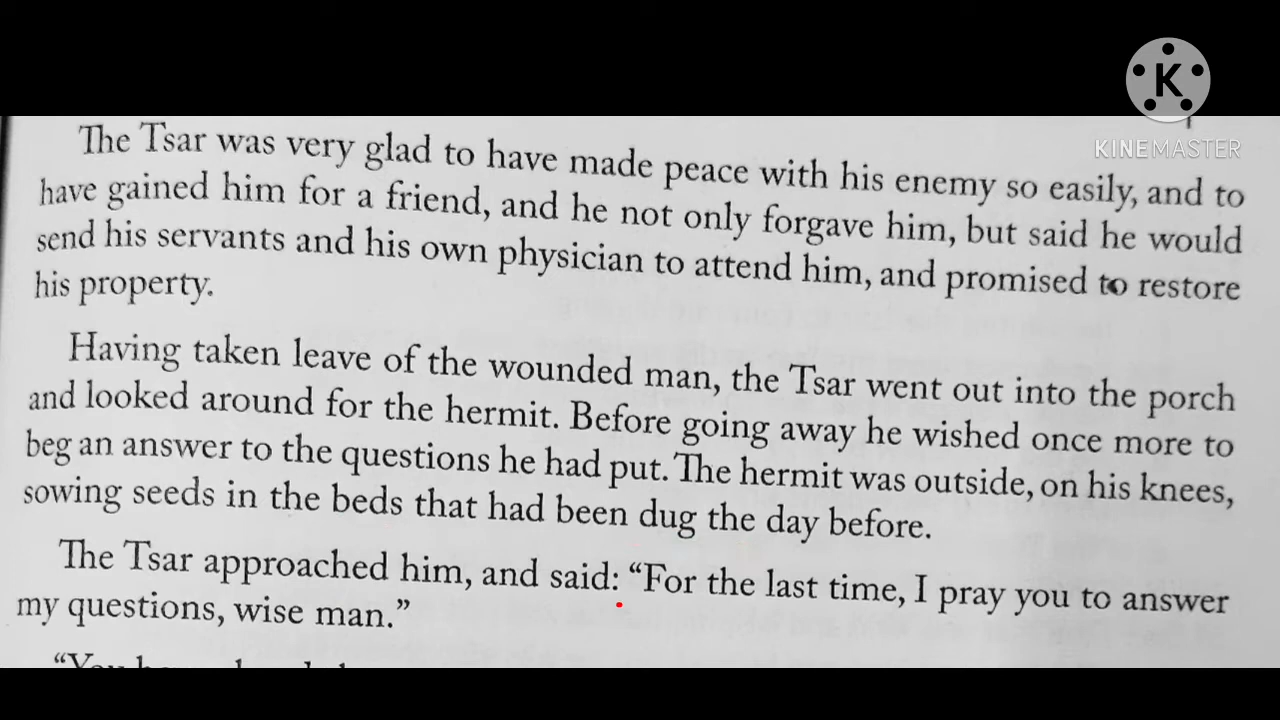 K
KINEMASTER
The Tsar was very glad to have made peace with his enemy so easily, and to
have gained him for a friend, and he not only forgave him, but said he would
send his servants and his own physician to attend him, and promised to restore
his property.
Having taken leave of the wounded man, the Tsar went out into the porch
and looked around for the hermit. Before going away he wished once more to
beg an answer to the questions he had put. The hermit was outside, on his knees,
sowing seeds in the beds that had been dug the day before.
The Tsar approached him, and said: “For the last time, I pray you to answer
my questions, wise man.”